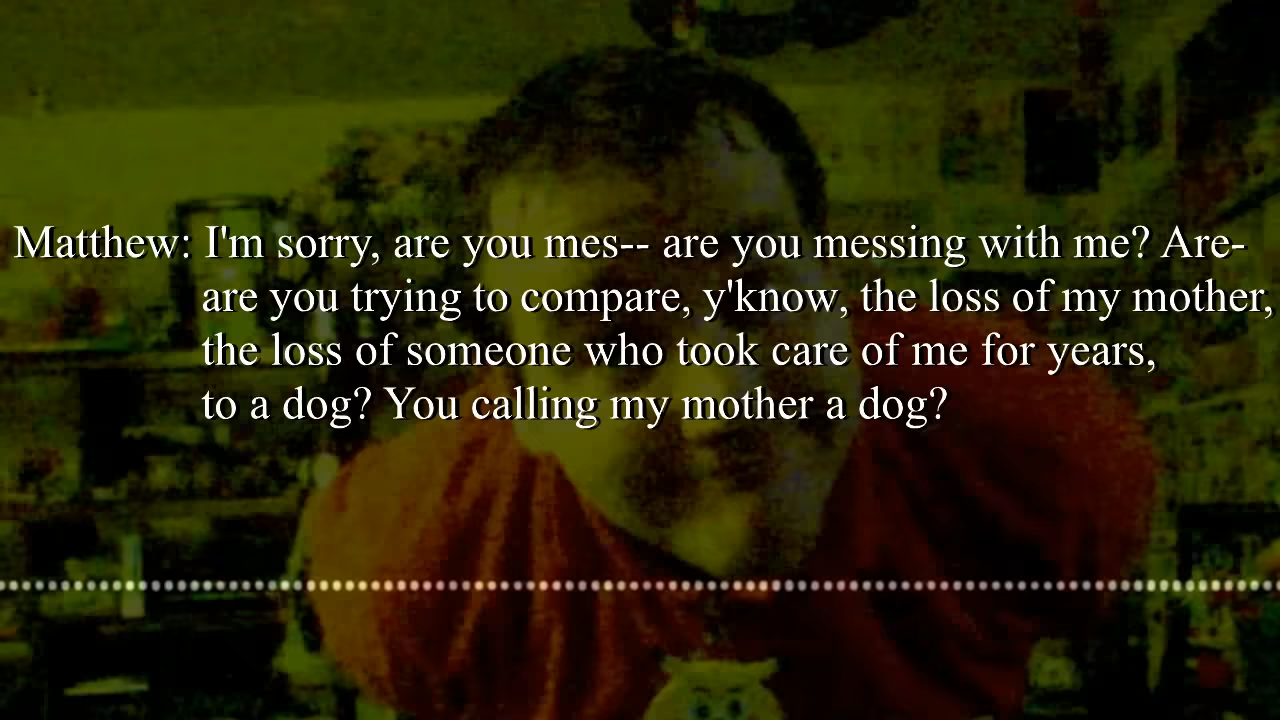 Matthew: I'm sorry, are you mes-- are you messing with me? Are-
are you trying to compare, y'know, the loss of my mother,
the loss of someone who took care of me for years,
to a dog? You calling my mother a dog?